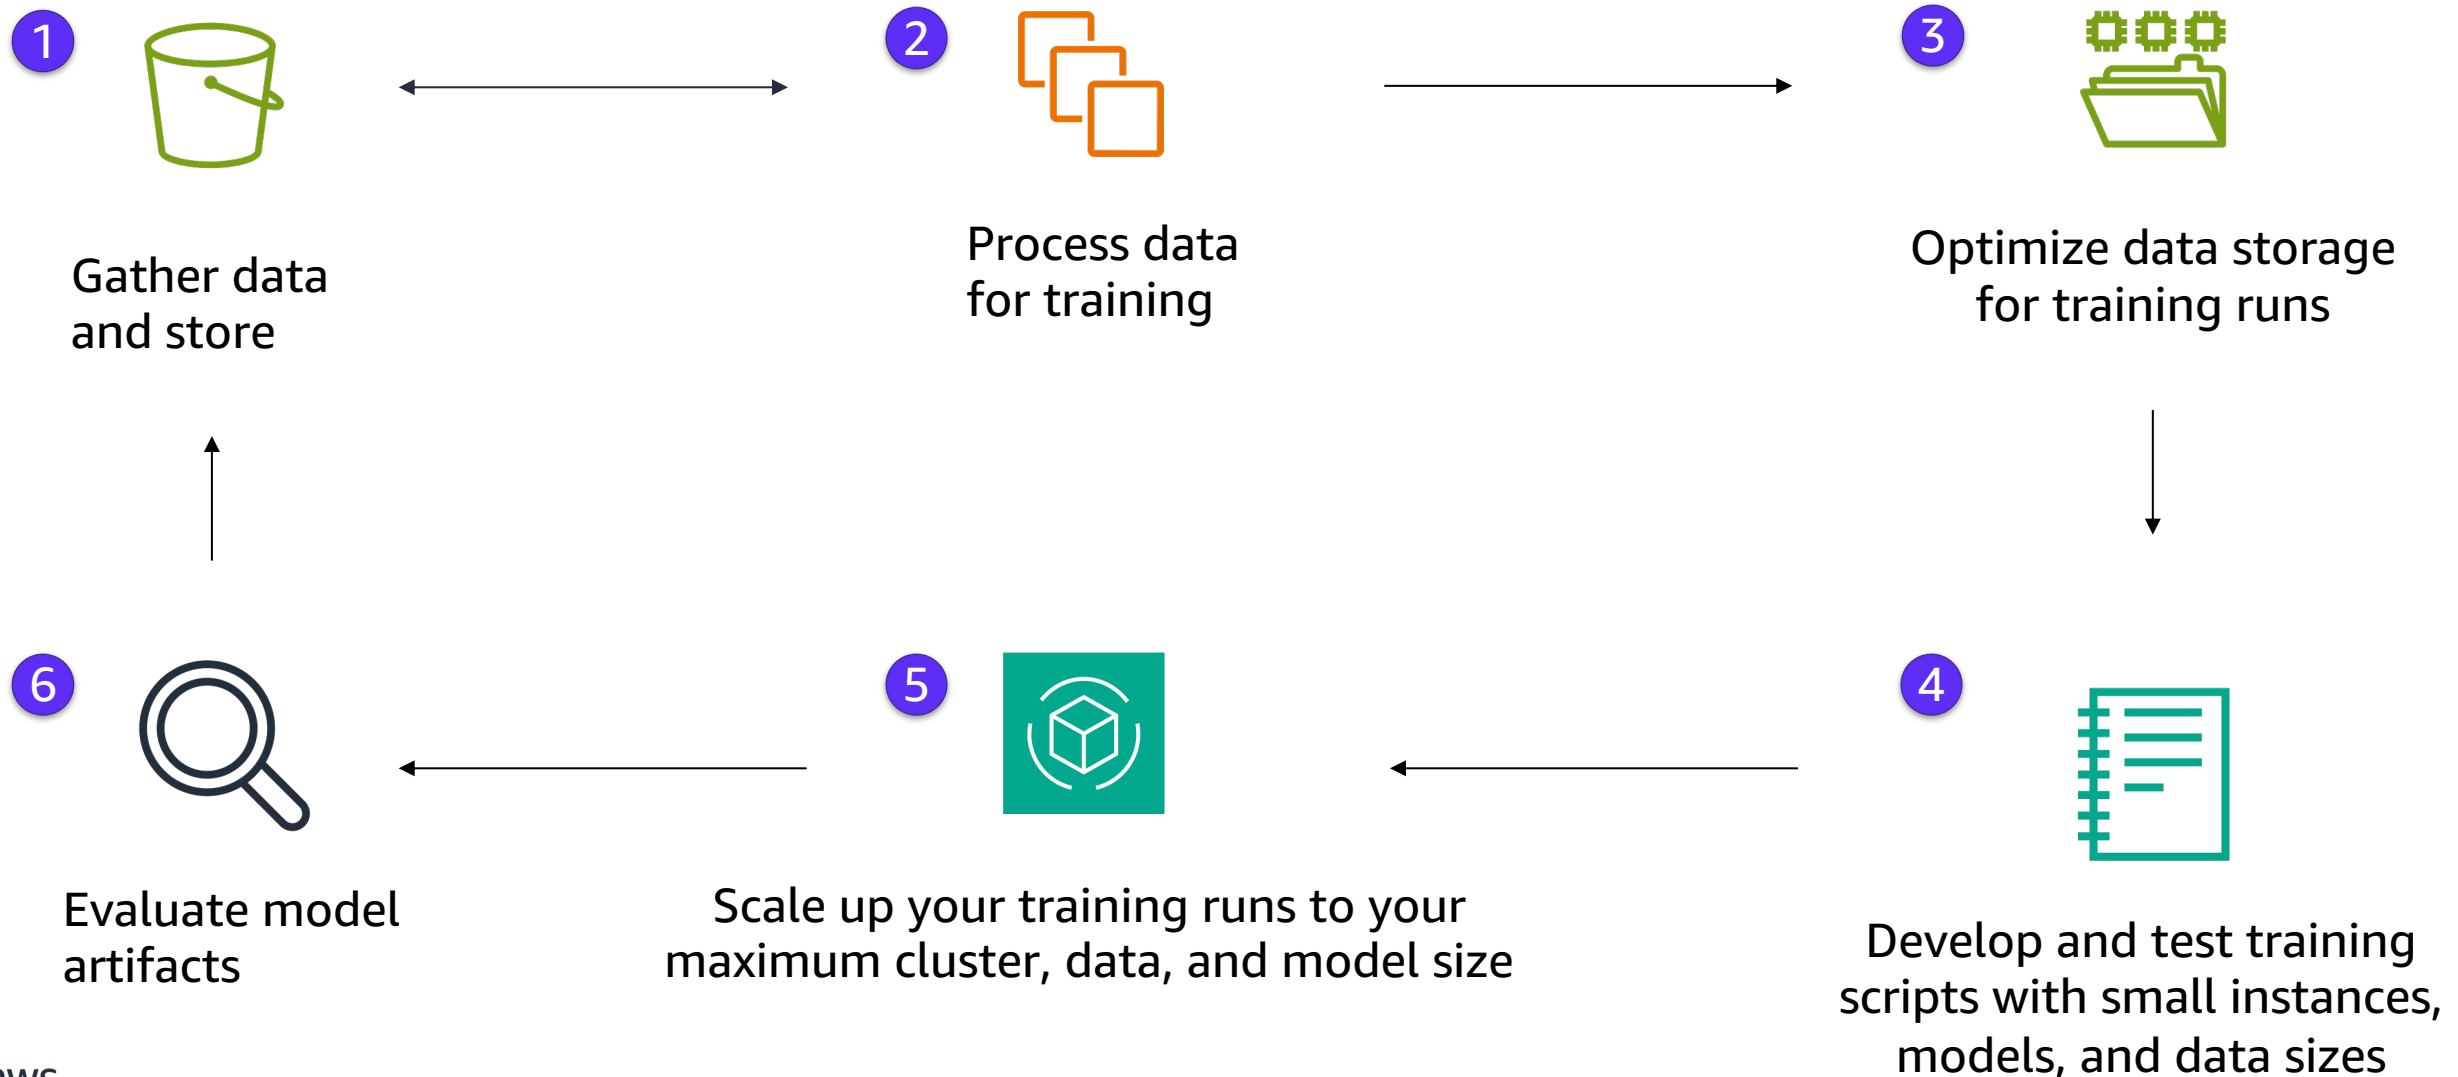 1
Gather data
and store
2
Process data
for training
3
Optimize data storage
for training runs
4
Develop and test training
scripts with small instances,
models, and data sizes
5
Scale up your training runs to your
maximum cluster, data, and model size
6
Evaluate model
artifacts